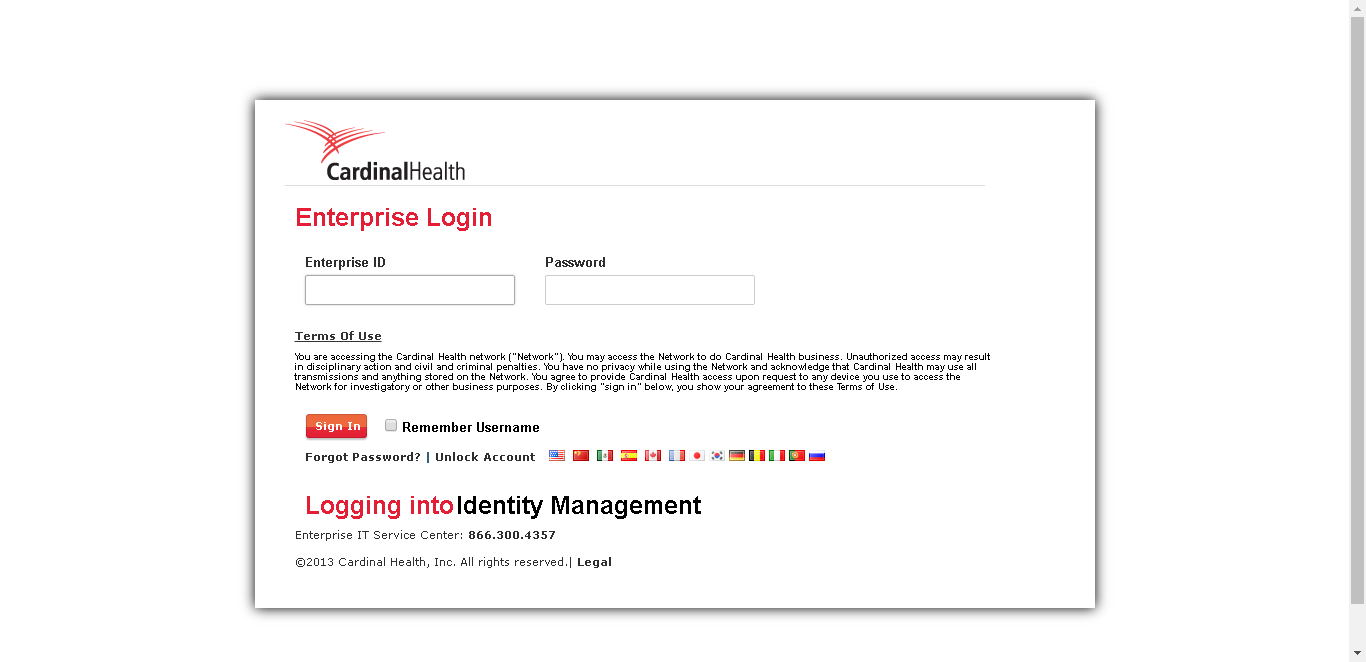 CardinalHealth
Enterprise Login
Enterprise ID Password
Terms Of Use
You are accessing the Cardinal Health network ("Network"). You may access the Network to do Cardinal Health business. Unauthorized access may result
in disciplinary action and civil and criminal penalties. You have no privacy while using the Network and acknowledge that Cardinal Health may use all
transmissions and anything stored on the Network. You agree to provide Cardinal Health access upon request to any device you use to access the
Network for investigatory or other business purposes. By clicking "sign in" below, you show your agreement to these Terms of Use.
Sign In Remember Username
Forgot Password? | Unlock Account
Logging into Identity Management
Enterprise IT Service Center: 866.300.4357
©2013 Cardinal Health, Inc. All rights reserved.| Legal